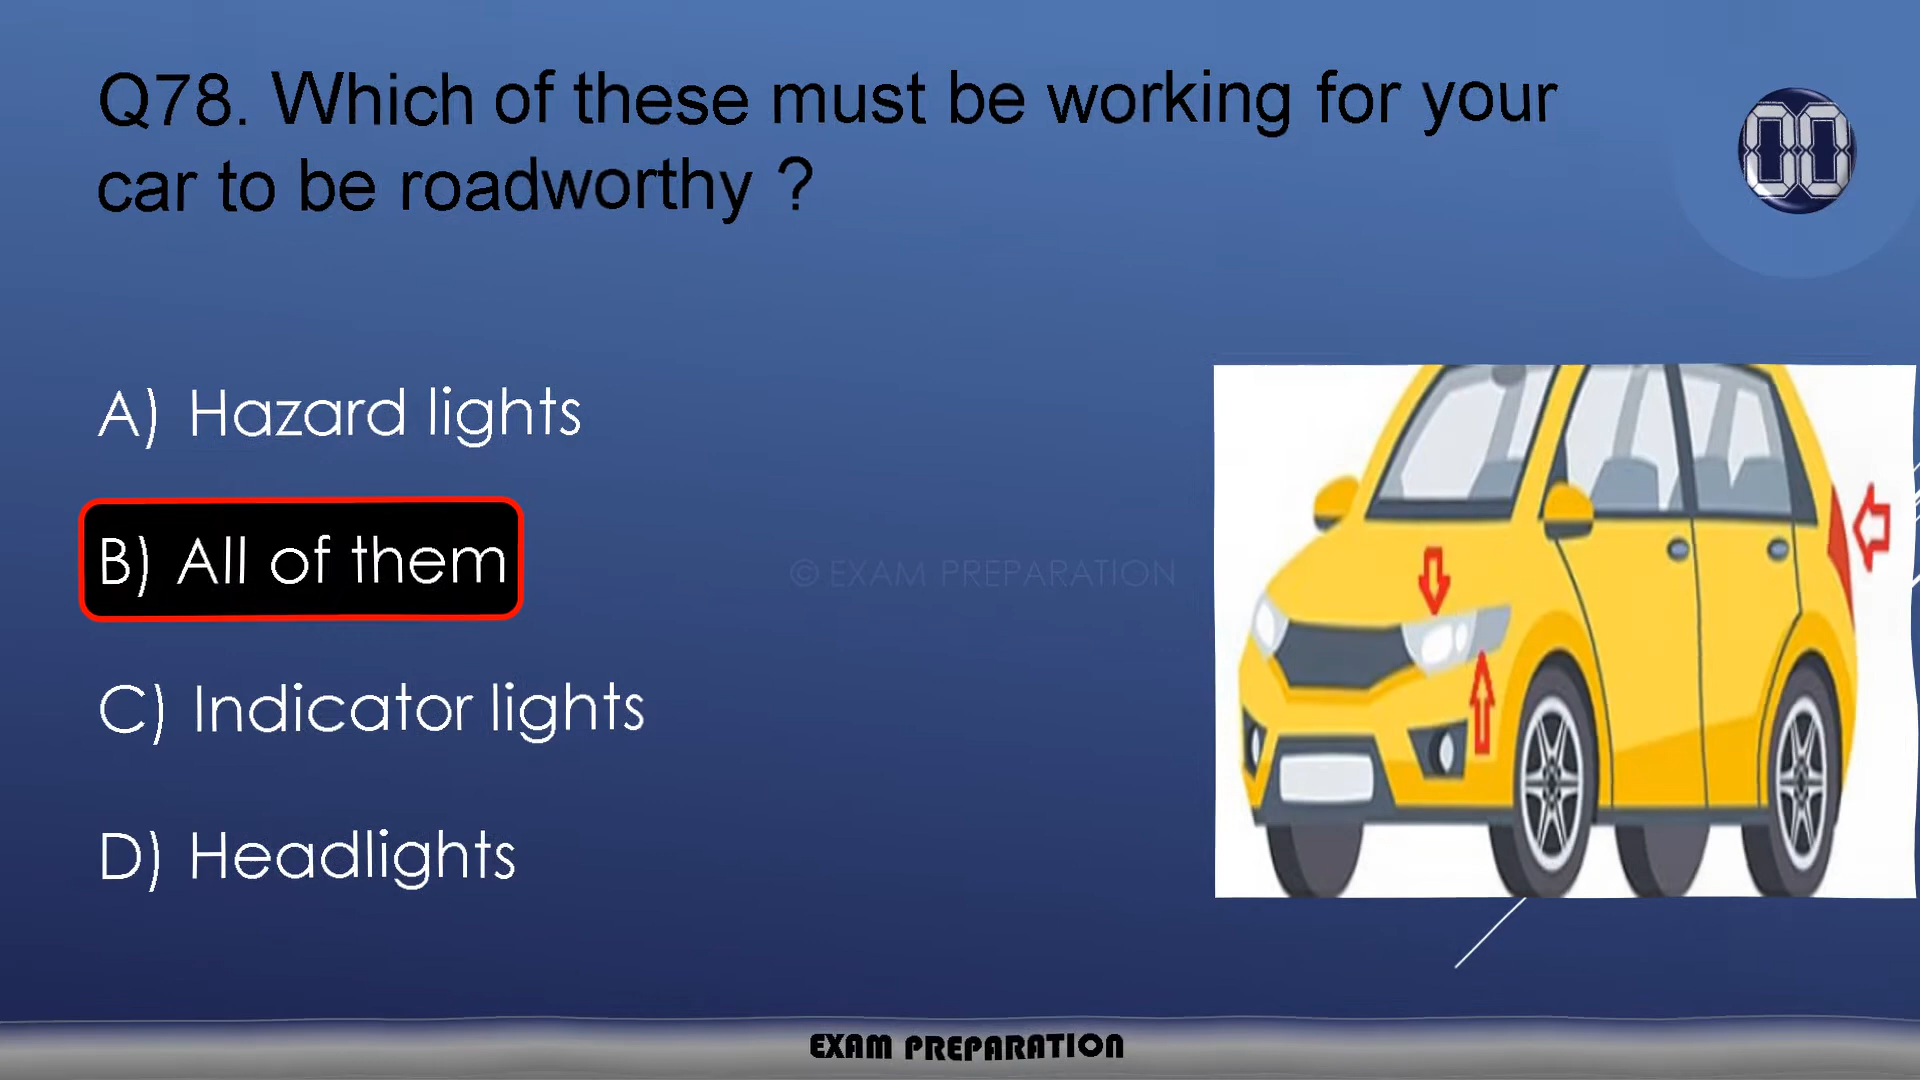 Q78. Which of these must be working for your
car to be roadworthy ?
00
A) Hazard lights
B) All of them
© EXAM PREPARATION
C) Indicator lights
D) Headlights
EXAM PREPARATION